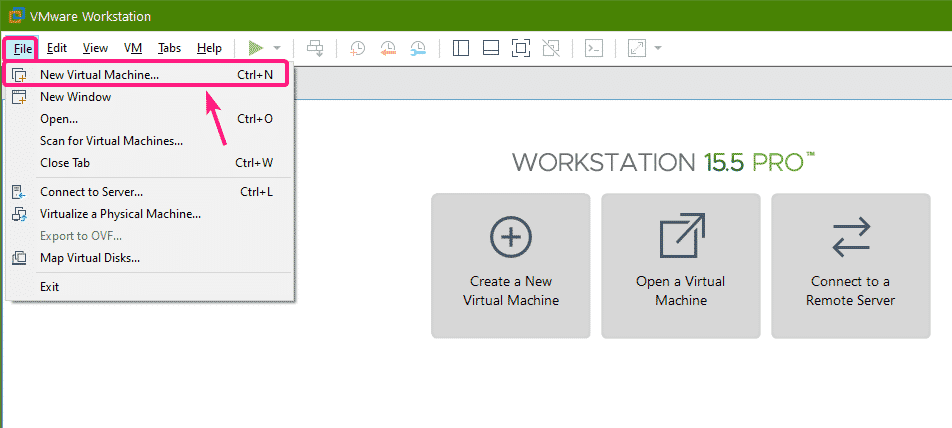 VMware Workstation
File Edit View VM Tabs Help
New Virtual Machine... Ctrl+N
New Window
Open... Ctrl+O
Scan for Virtual Machines...
Close Tab Ctrl+W
Connect to Server... Ctrl+L
Virtualize a Physical Machine...
Export to OVF...
Map Virtual Disks...
Exit
WORKSTATION 15.5 PRO™
Create a New
Virtual Machine
Open a Virtual
Machine
Connect to a
Remote Server